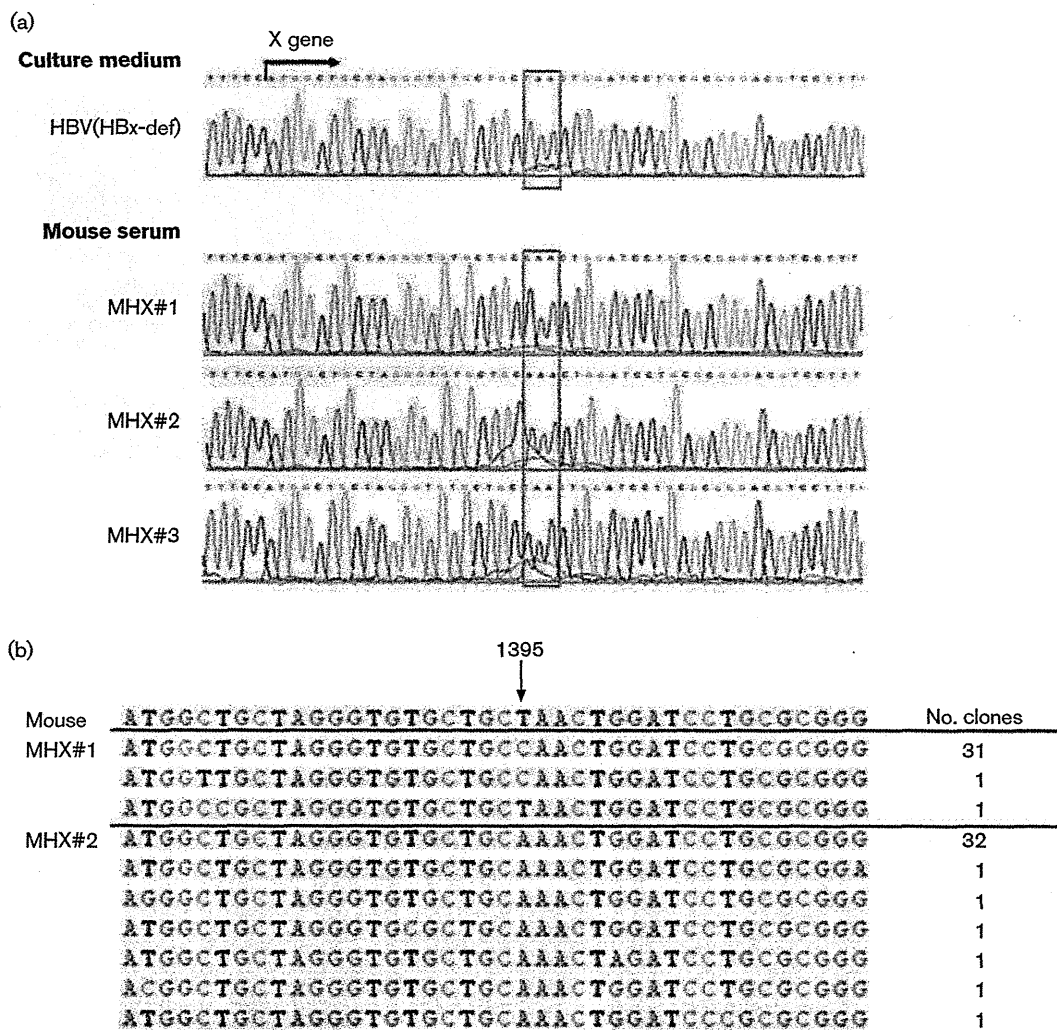 (a)
X gene
Culture medium
HBV(HBx-def)
Mouse serum
MHX#1
MHX#2
MHX#3
(b)
1395
Mouse ATGGCTGCTAGGGTGTGCTGCTAACTGGATCCTGCGCGGG No. clones
MHX#1 ATGGCTGCTAGGGTGTGCTGCCAACTGGATCCTGCGCGGG 31
ATGGTTGCTAGGGTGTGCTGCCAACTGGATCCTGCGCGGG 1
ATGGCCGCTAGGGTGTGCTGCTAACTGGATCCTGCGCGGG 1
MHX#2 ATGGCTGCTAGGGTGTGCTGCAAACTGGATCCTGCGCGGG 32
ATGGCTGCTAGGGTGTGCTGCAAACTGGATCCTGCGCGGA 1
AGGGCTGCTAGGGTGTGCTGCAAACTGGATCCTGCGCGGG 1
ATGGCTGCTAGGGTGCGCTGCAAACTGGATCCTGCGCGGG 1
ATGGCTGCTAGGGTGTGCTGCAAACTAGATCCTGCGCGGG 1
ACGGCTGCTAGGGTGTGCTGCAAACTGGATCCTGCGCGGG 1
ATGGCTGCTAGGGTGTGCTGCAAACTGGATCCCGCGCGGG 1